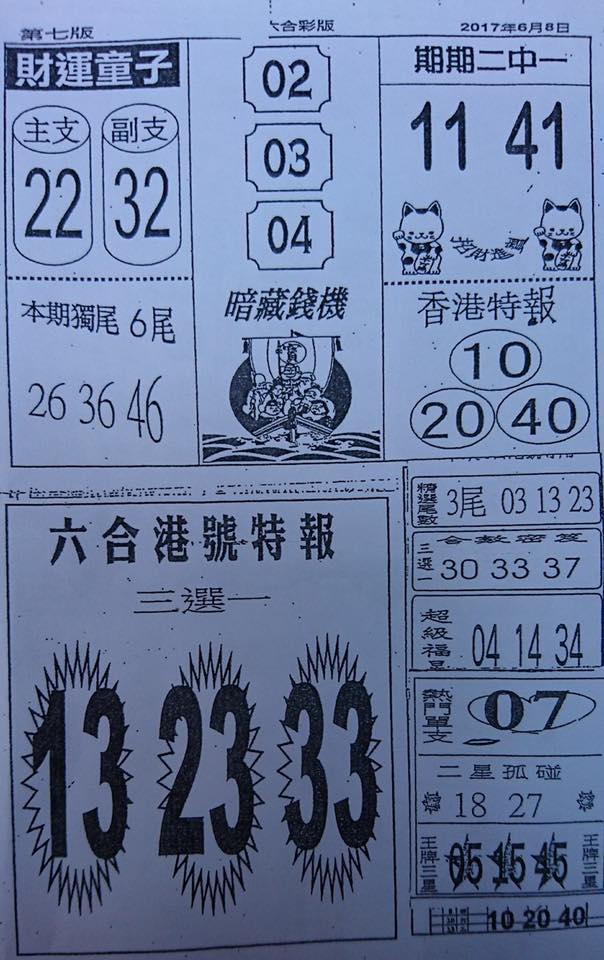 第七版
六合彩版
2017年6月8日
財運童子
主支 副支
22 32
02
03
04
期期二中一
11 41
本期獨尾 6尾
26 36 46
暗藏錢機
寶
香港特報
10
20 40
六合港號特報
三選一
13 23 33
精選尾數
3尾 03 13 23
三選一
30 33 37
超級福星
04 14 34
熱門單支
07
二星孤碰
18 27
王牌三星
05 15 45
王牌三星
10 20 40